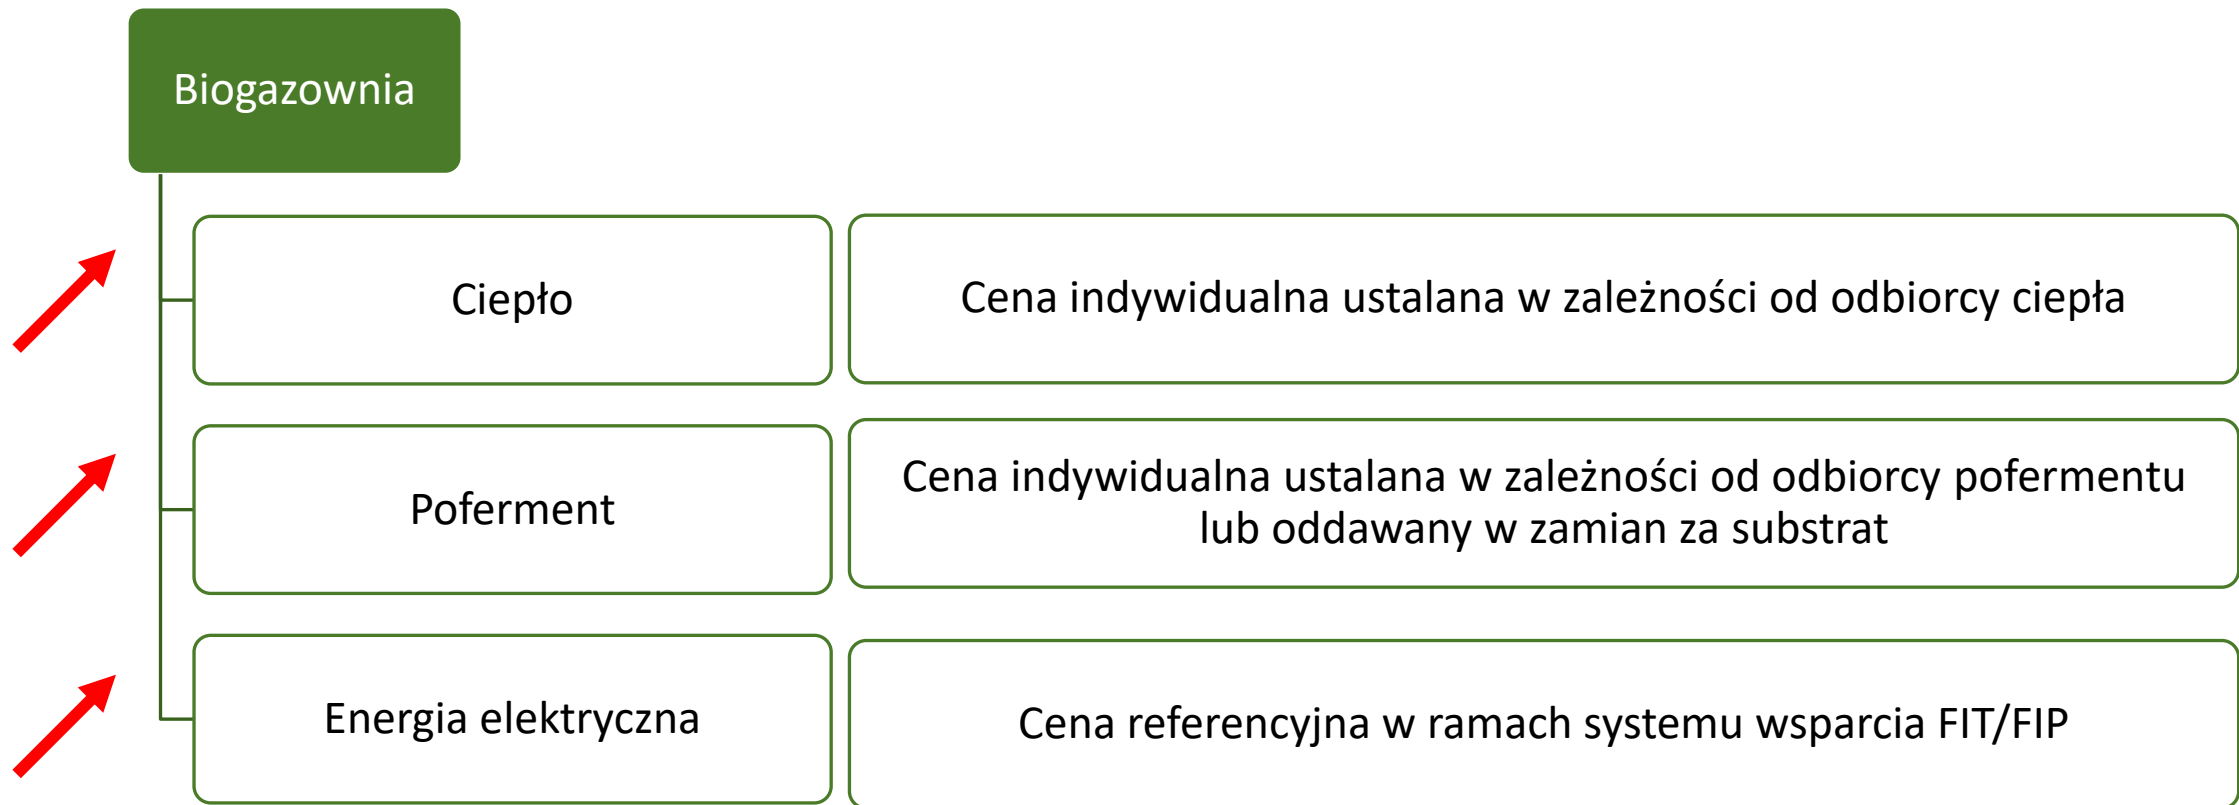 Biogazownia
Ciepło
Cena indywidualna ustalana w zależności od odbiorcy ciepła
Poferment
Cena indywidualna ustalana w zależności od odbiorcy pofermentu
lub oddawany w zamian za substrat
Energia elektryczna
Cena referencyjna w ramach systemu wsparcia FIT/FIP